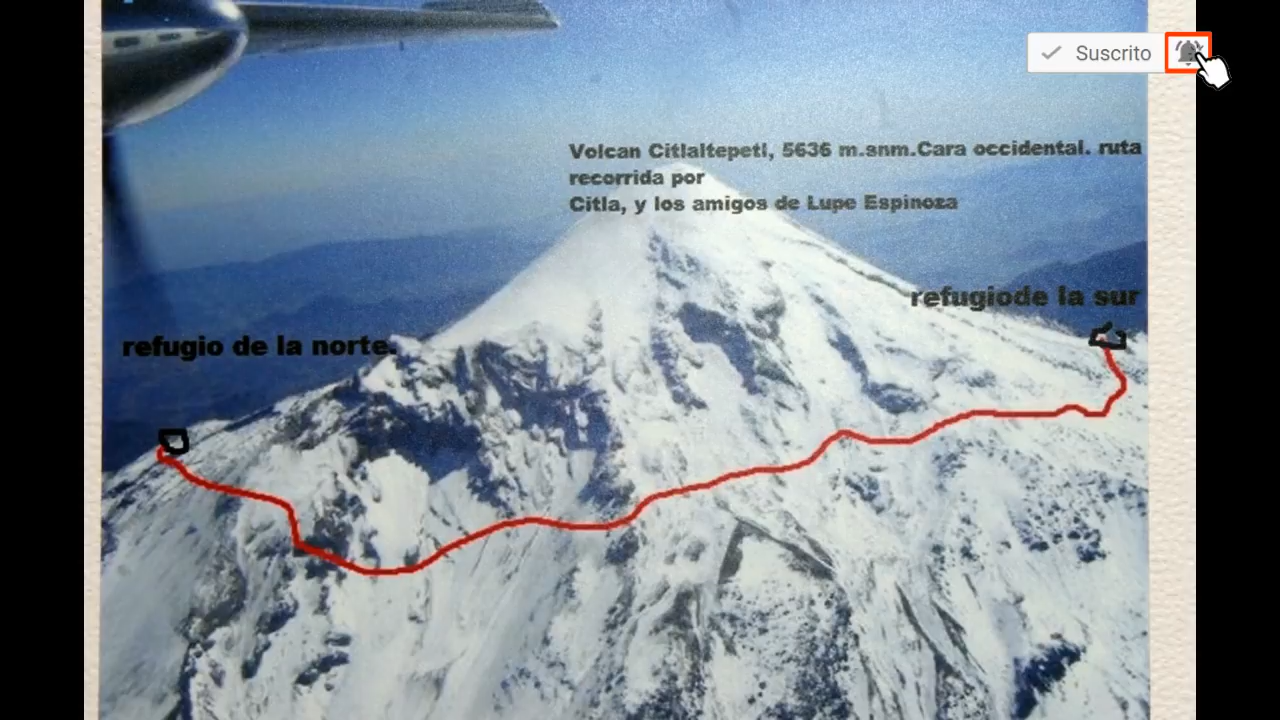 Suscrito
Volcan Citlaltepetl, 5636 m.snm.Cara occidental. ruta
recorrida por
Citla, y los amigos de Lupe Espinoza
refugiode la sur
refugio de la norte.